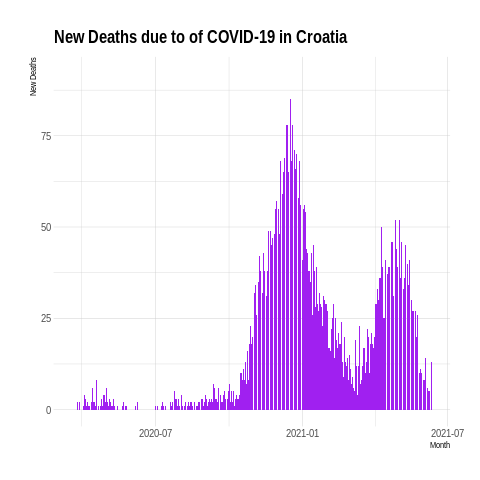 New Deaths due to of COVID-19 in Croatia
New Deaths
75
50
25
0
2020-07
2021-01
2021-07
Month